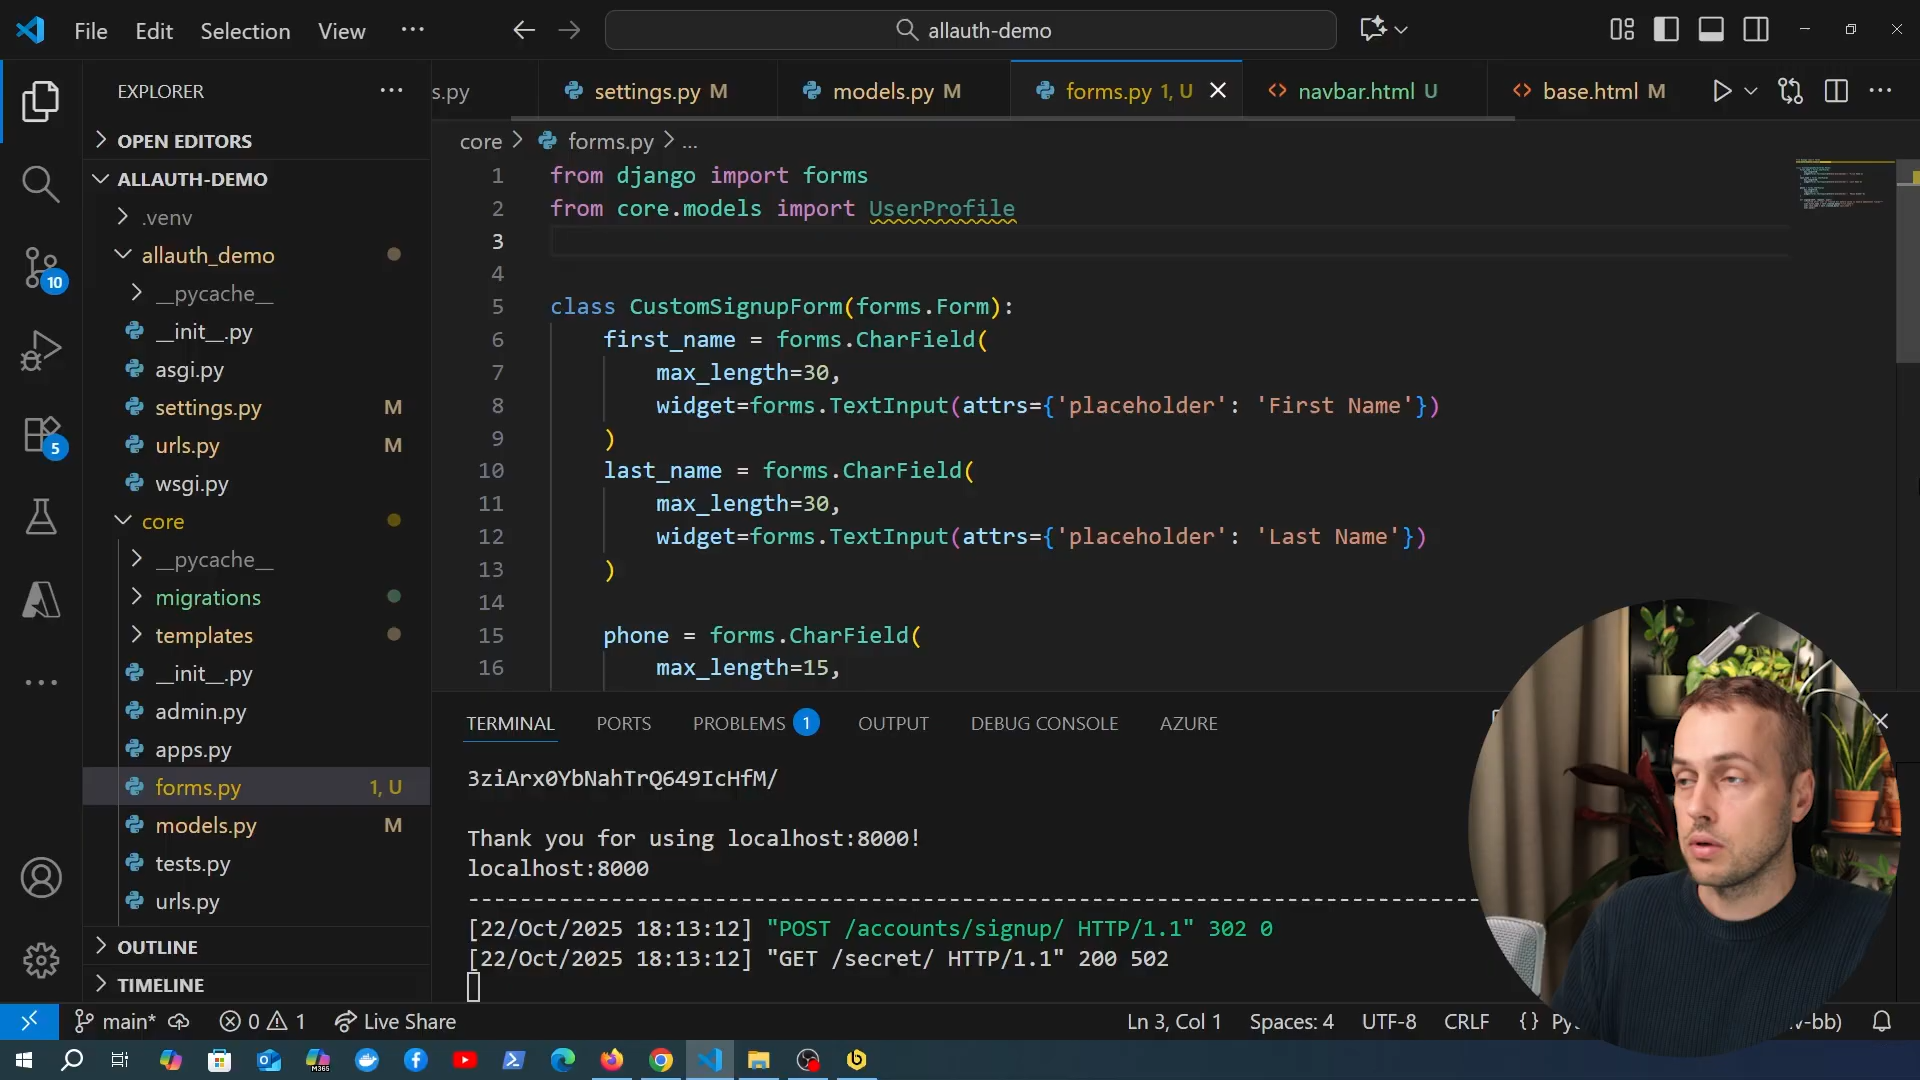 File Edit Selection View ··· allauth-demo
EXPLORER ···
OPEN EDITORS
ALLAUTH-DEMO
.venv
allauth_demo
__pycache__
__init__.py
asgi.py
settings.py M
urls.py M
wsgi.py
core
__pycache__
migrations
templates
__init__.py
admin.py
apps.py
forms.py 1, U
models.py M
tests.py
urls.py
OUTLINE
TIMELINE
10
5
s.py settings.py M models.py M forms.py 1, U navbar.html U base.html M
core > forms.py > ...
1 from django import forms
2 from core.models import UserProfile
3
4
5 class CustomSignupForm(forms.Form):
6 first_name = forms.CharField(
7 max_length=30,
8 widget=forms.TextInput(attrs={'placeholder': 'First Name'})
9 )
10 last_name = forms.CharField(
11 max_length=30,
12 widget=forms.TextInput(attrs={'placeholder': 'Last Name'})
13 )
14
15 phone = forms.CharField(
16 max_length=15,
TERMINAL PORTS PROBLEMS 1 OUTPUT DEBUG CONSOLE AZURE
3ziArx0YbNahTrQ649IcHfM/
Thank you for using localhost:8000!
localhost:8000
--------------------------------------------------------------------------------
[22/Oct/2025 18:13:12] "POST /accounts/signup/ HTTP/1.1" 302 0
[22/Oct/2025 18:13:12] "GET /secret/ HTTP/1.1" 200 502
main* 0 1 Live Share Ln 3, Col 1 Spaces: 4 UTF-8 CRLF {}